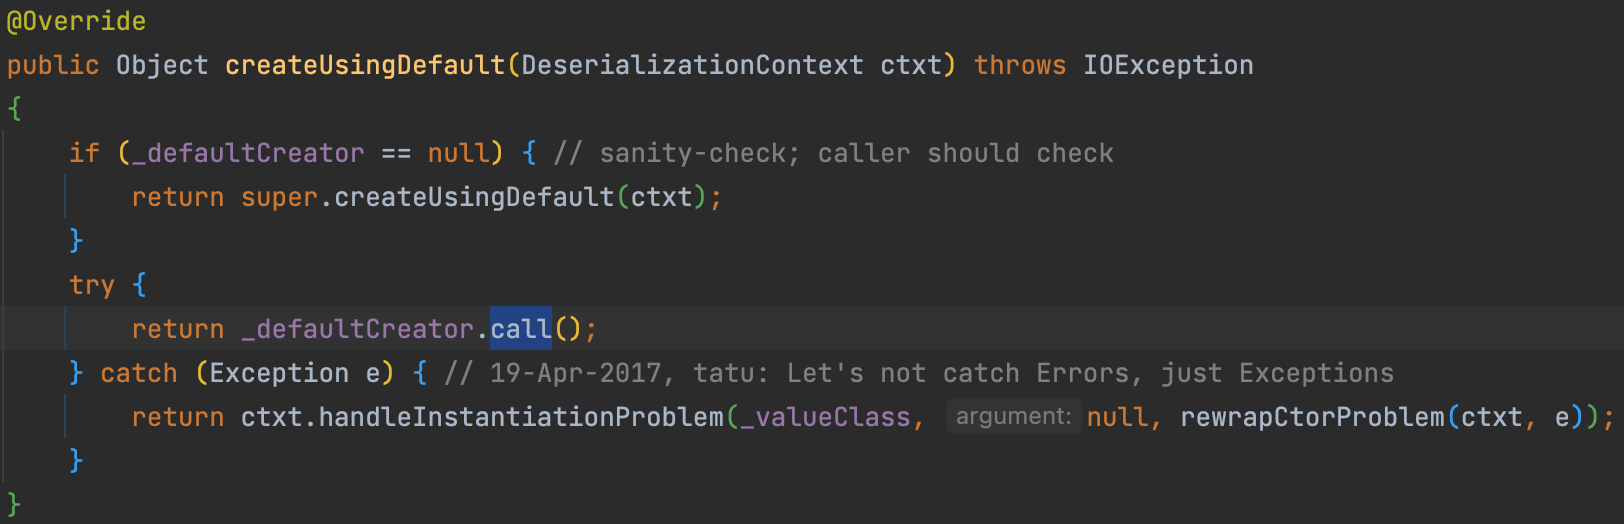 @Override
public Object createUsingDefault(DeserializationContext ctxt) throws IOException
{
if (_defaultCreator == null) { // sanity-check; caller should check
return super.createUsingDefault(ctxt);
}
try {
return _defaultCreator.call();
} catch (Exception e) { // 19-Apr-2017, tatu: Let's not catch Errors, just Exceptions
return ctxt.handleInstantiationProblem(_valueClass, argument: null, rewrapCtorProblem(ctxt, e));
}
}